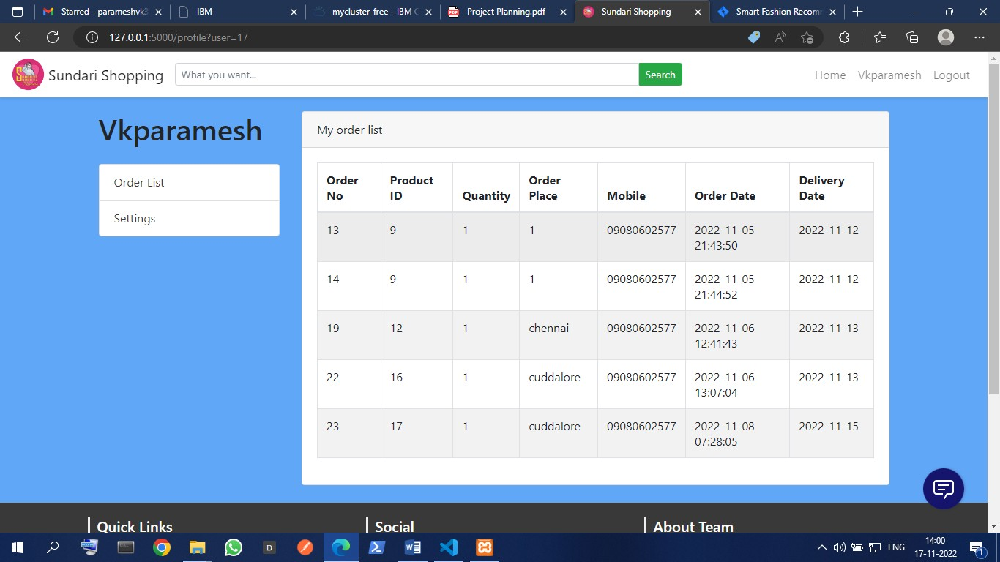 Starred - parameshvk3
IBM
mycluster-free - IBM C
Project Planning.pdf
Sundari Shopping
Smart Fashion Recomm
127.0.0.1:5000/profile?user=17
Sundari Shopping
What you want...
Search
Home
Vkparamesh
Logout
Vkparamesh
Order List
Settings
My order list
Order No Product ID Quantity Order Place Mobile Order Date Delivery Date
13 9 1 1 09080602577 2022-11-05 21:43:50 2022-11-12
14 9 1 1 09080602577 2022-11-05 21:44:52 2022-11-12
19 12 1 chennai 09080602577 2022-11-06 12:41:43 2022-11-13
22 16 1 cuddalore 09080602577 2022-11-06 13:07:04 2022-11-13
23 17 1 cuddalore 09080602577 2022-11-08 07:28:05 2022-11-15
Quick Links
Social
About Team
ENG
14:00
17-11-2022
1